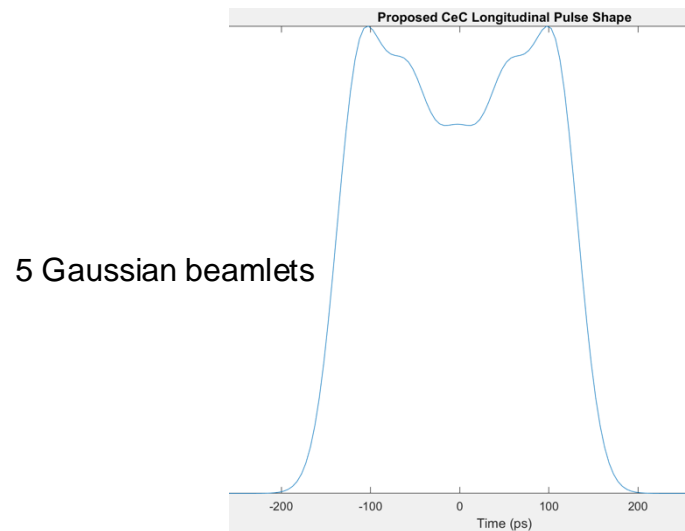 Proposed CeC Longitudinal Pulse Shape
5 Gaussian beamlets
-200 -100 0 100 200
Time (ps)